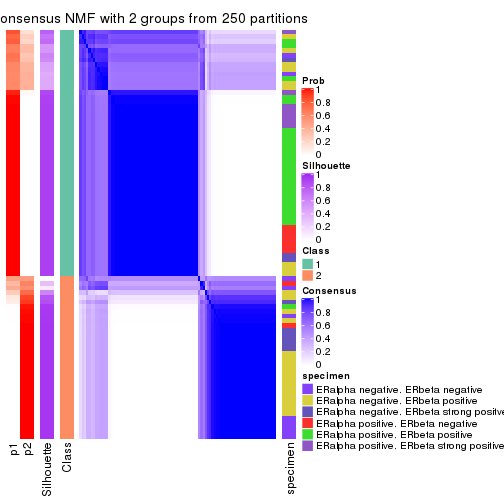 onsensus NMF with 2 groups from 250 partitions
Prob
1
0.8
0.6
0.4
0.2
0
Silhouette
1
0.8
0.6
0.4
0.2
0
Class
1
2
Consensus
1
0.8
0.6
0.4
0.2
0
specimen
ERalpha negative. ERbeta negative
ERalpha negative. ERbeta positive
ERalpha negative. ERbeta strong positive
ERalpha positive. ERbeta negative
ERalpha positive. ERbeta positive
ERalpha positive. ERbeta strong positive
p1
p2
Silhouette
Class
specimen